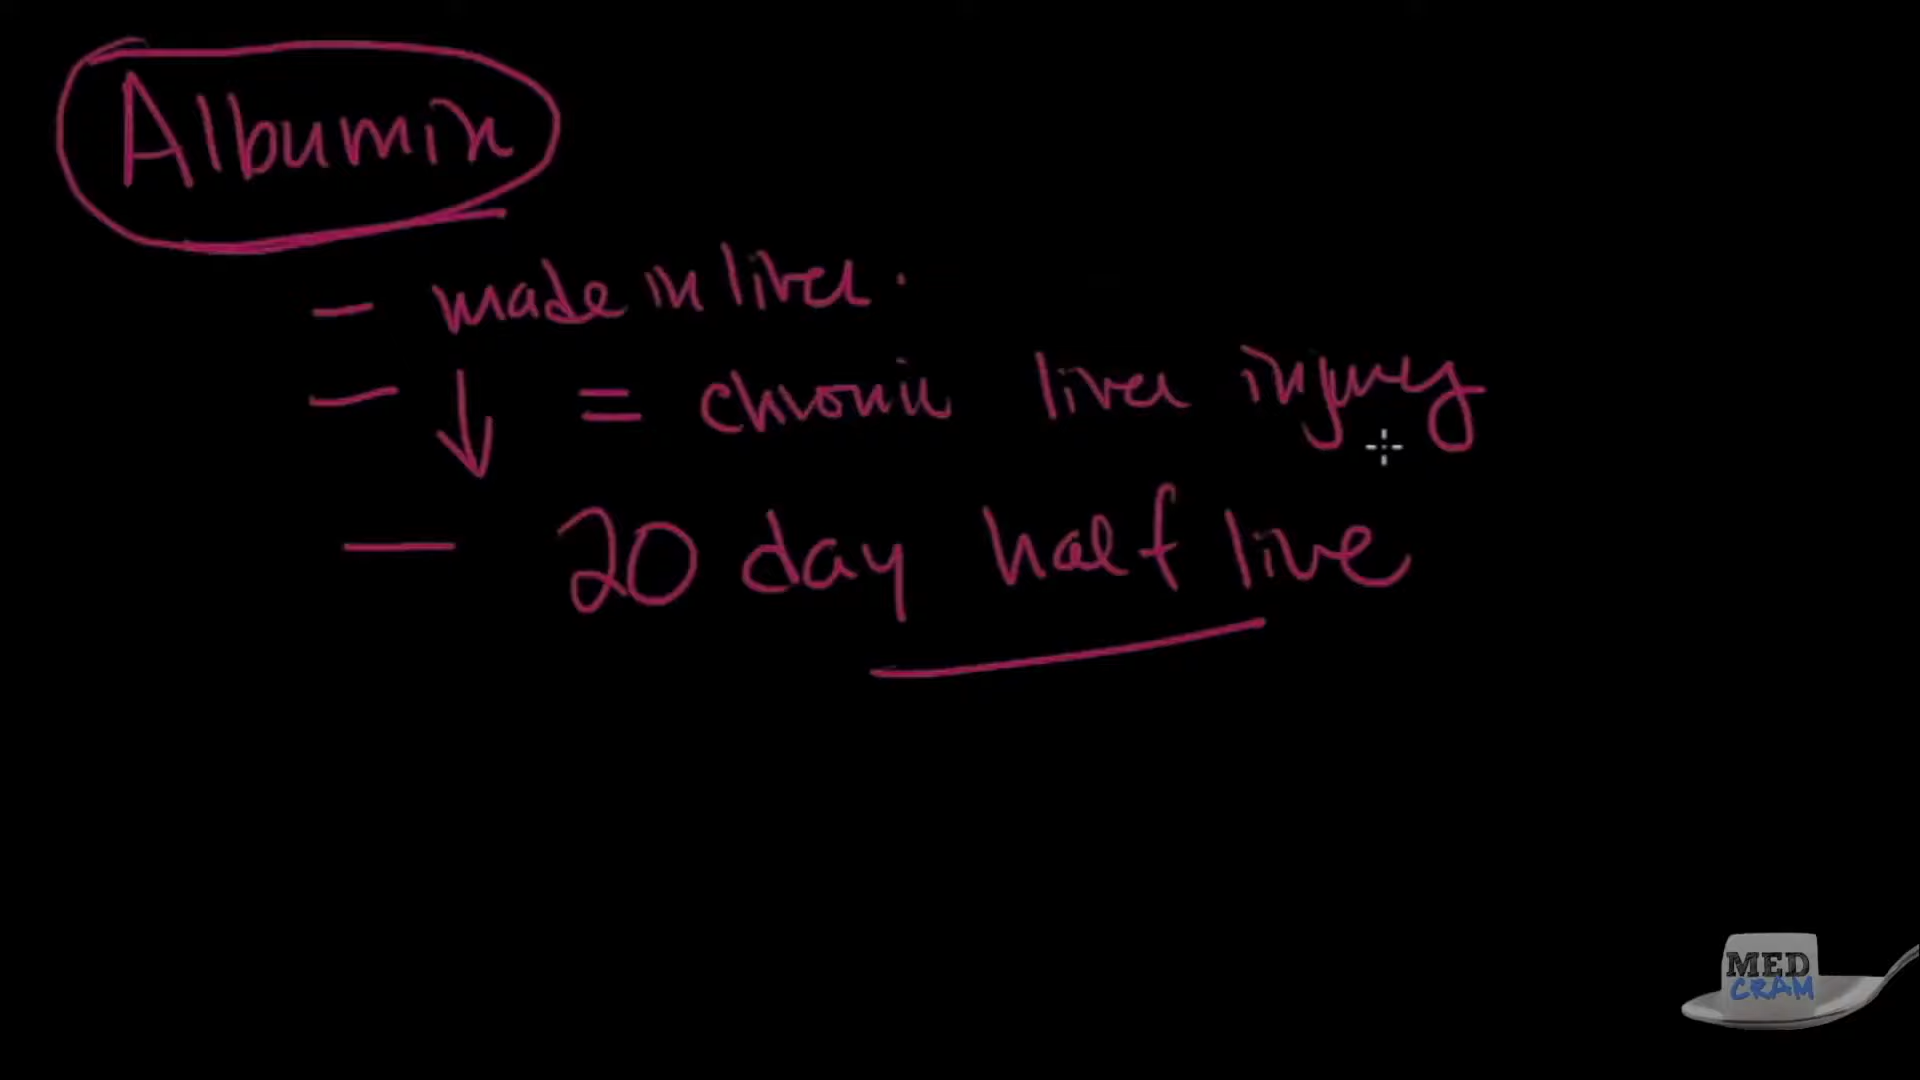 Albumin
- made in liver.
- ↓ = chronic liver injury
- 20 day half live
MED
CRAM